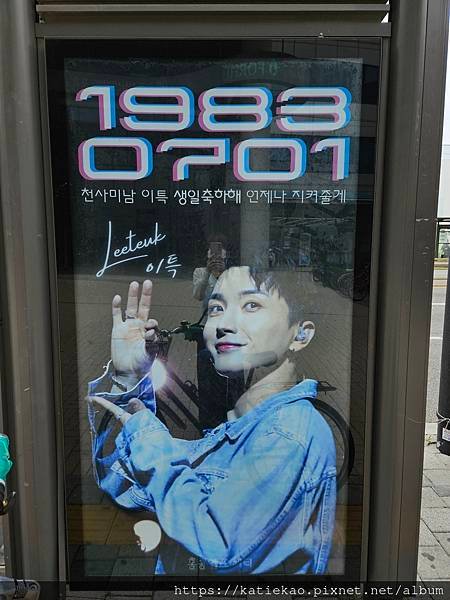 1983
0701
천사미남 이특 생일축하해 언제나 지켜줄게
Leeteuk
이특
https://katiekao.pixnet.net/album